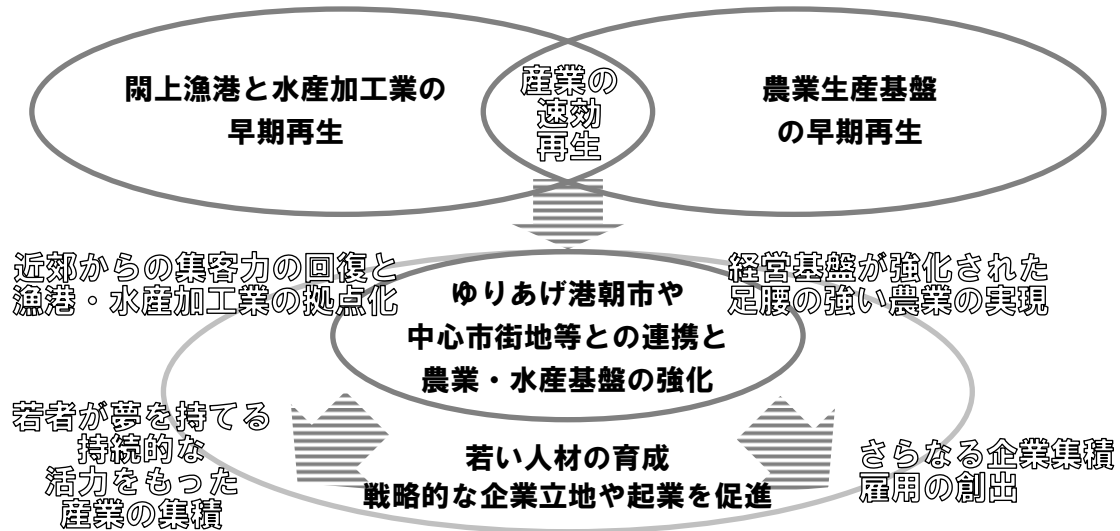 閖上漁港と水産加工業の
早期再生
産業の
速効
再生
農業生産基盤
の早期再生
近郊からの集客力の回復と
漁港・水産加工業の拠点化
ゆりあげ港朝市や
中心市街地等との連携と
農業・水産基盤の強化
経営基盤が強化された
足腰の強い農業の実現
若者が夢を持てる
持続的な
活力をもった
産業の集積
若い人材の育成
戦略的な企業立地や起業を促進
さらなる企業集積
雇用の創出